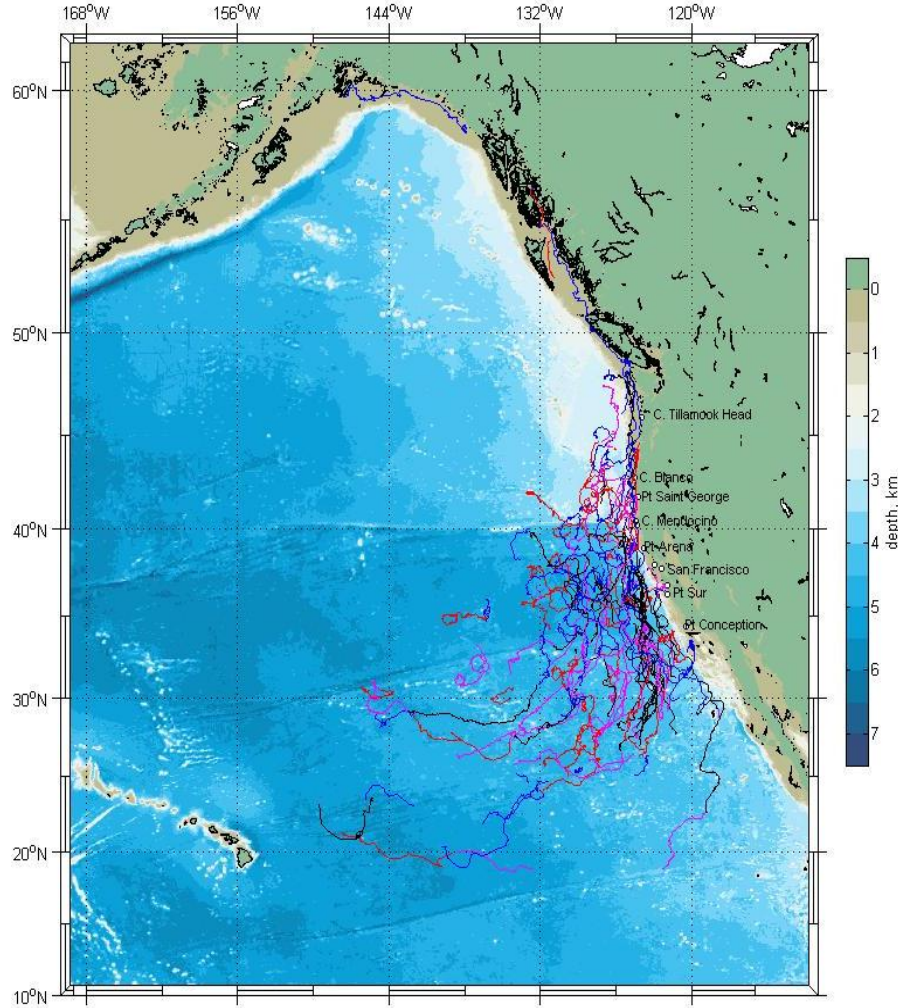 168°W 156°W 144°W 132°W 120°W
60°N
50°N
C. Tillamook Head
C. Blanco
Pt Saint George
40°N
C. Mendocino
Pt Arena
San Francisco
Pt Sur
Pt Conception
30°N
20°N
10°N
0
1
2
3
4
5
6
7
depth, km